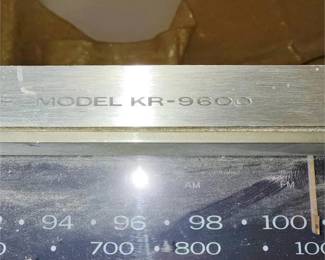 MODEL KR-9600
AM FM
94 • 96 • 98 • 100
700 • 800 •